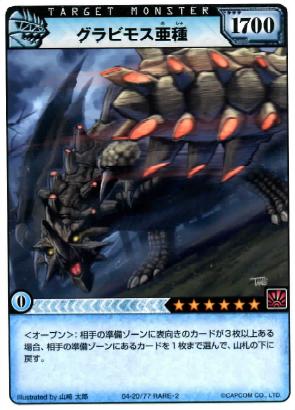 TARGET MONSTER
あしゅ
グラビモス亜種
1700
TARO
0
<オープン>：相手の準備ゾーンに表向きのカードが３枚以上ある
場合、相手の準備ゾーンにあるカードを１枚まで選んで、山札の下に
戻す。
Illustrated by 山崎 太郎
04-20/77 RARE-2
©CAPCOM CO., LTD.